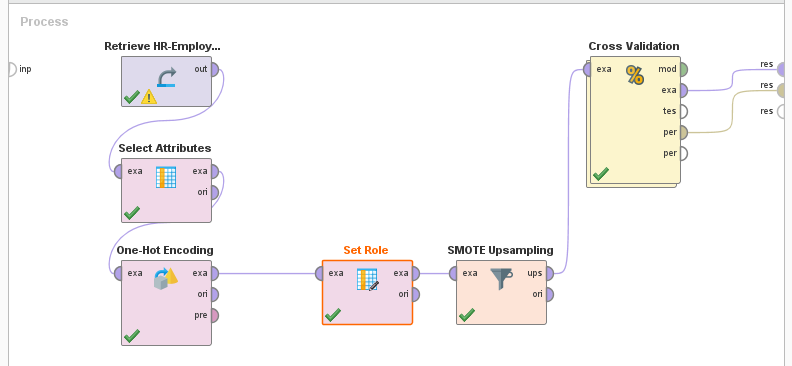 Process
inp
Retrieve HR-Employ...
out
Select Attributes
exa exa
ori
One-Hot Encoding
exa exa
ori
pre
Set Role
exa exa
ori
SMOTE Upsampling
exa ups
ori
Cross Validation
exa mod
%
exa
tes
per
per
res
res
res